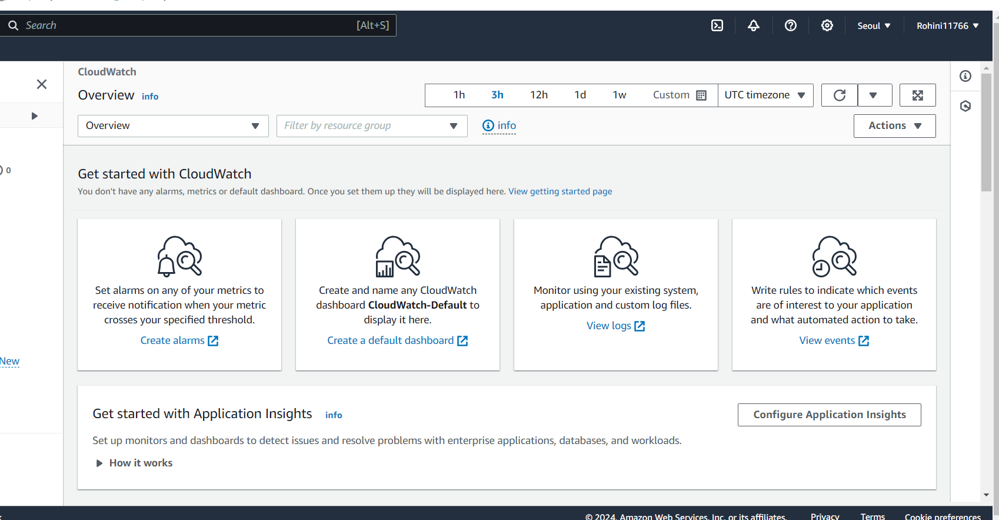 Search [Alt+S] Seoul Rohini11766
CloudWatch
Overview info
1h 3h 12h 1d 1w Custom UTC timezone
Overview Filter by resource group info Actions
0
Get started with CloudWatch
You don't have any alarms, metrics or default dashboard. Once you set them up they will be displayed here. View getting started page
Set alarms on any of your metrics to
receive notification when your metric
crosses your specified threshold.
Create alarms
Create and name any CloudWatch
dashboard CloudWatch-Default to
display it here.
Create a default dashboard
Monitor using your existing system,
application and custom log files.
View logs
Write rules to indicate which events
are of interest to your application
and what automated action to take.
View events
New
Get started with Application Insights info Configure Application Insights
Set up monitors and dashboards to detect issues and resolve problems with enterprise applications, databases, and workloads.
How it works
© 2024, Amazon Web Services, Inc. or its affiliates. Privacy Terms Cookie preferences